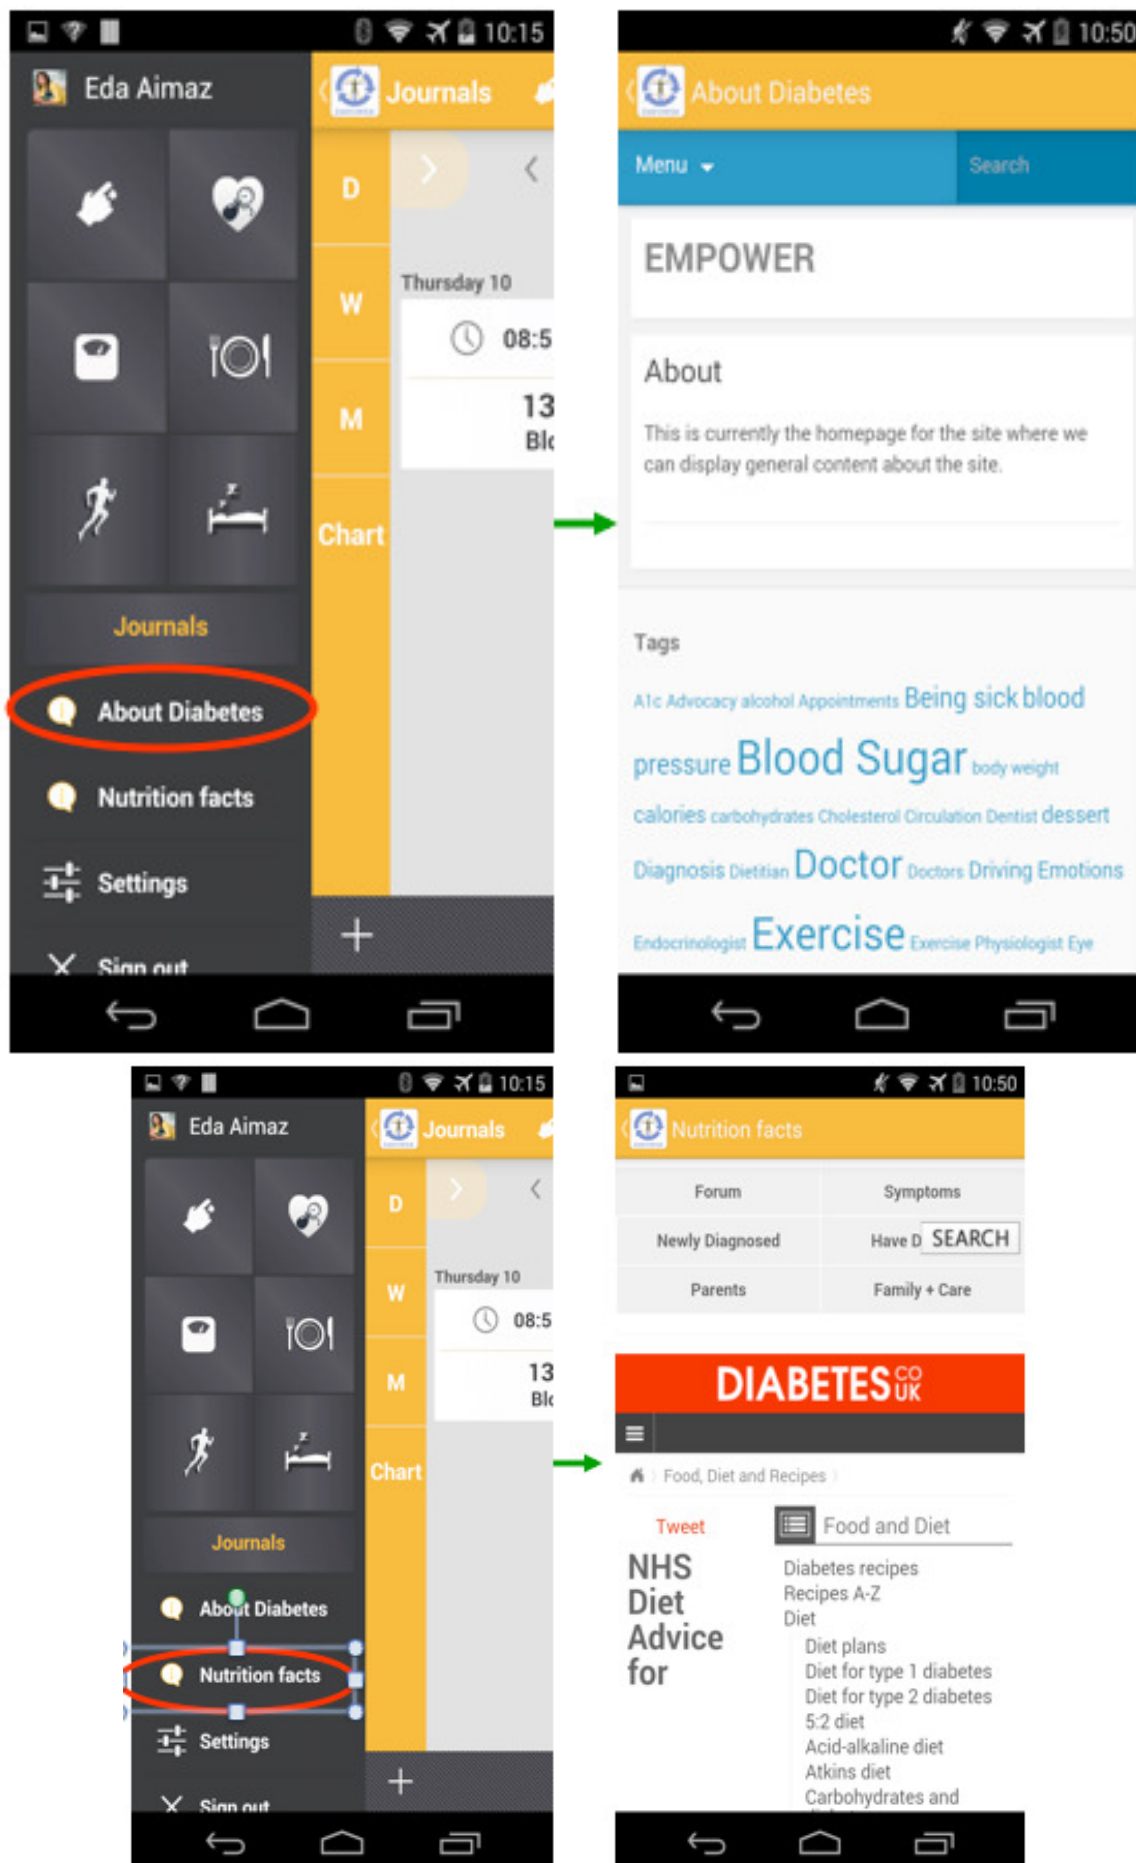 10:15
Eda Aimaz
Journals
D
W
M
Chart
Thursday 10
08:5
13
Blo
Journals
About Diabetes
Nutrition facts
Settings
Sign out
10:50
About Diabetes
Menu
Search
EMPOWER
About
This is currently the homepage for the site where we
can display general content about the site.
Tags
A1c Advocacy alcohol Appointments Being sick blood
pressure Blood Sugar body weight
calories carbohydrates Cholesterol Circulation Dentist dessert
Diagnosis Dietitian Doctor Doctors Driving Emotions
Endocrinologist Exercise Exercise Physiologist Eye
10:15
Eda Aimaz
Journals
D
W
M
Chart
Thursday 10
08:5
13
Blo
Journals
About Diabetes
Nutrition facts
Settings
Sign out
10:50
Nutrition facts
Forum Symptoms
Newly Diagnosed Have D SEARCH
Parents Family + Care
DIABETES CO UK
Food, Diet and Recipes
Tweet
NHS
Diet
Advice
for
Food and Diet
Diabetes recipes
Recipes A-Z
Diet
Diet plans
Diet for type 1 diabetes
Diet for type 2 diabetes
5:2 diet
Acid-alkaline diet
Atkins diet
Carbohydrates and